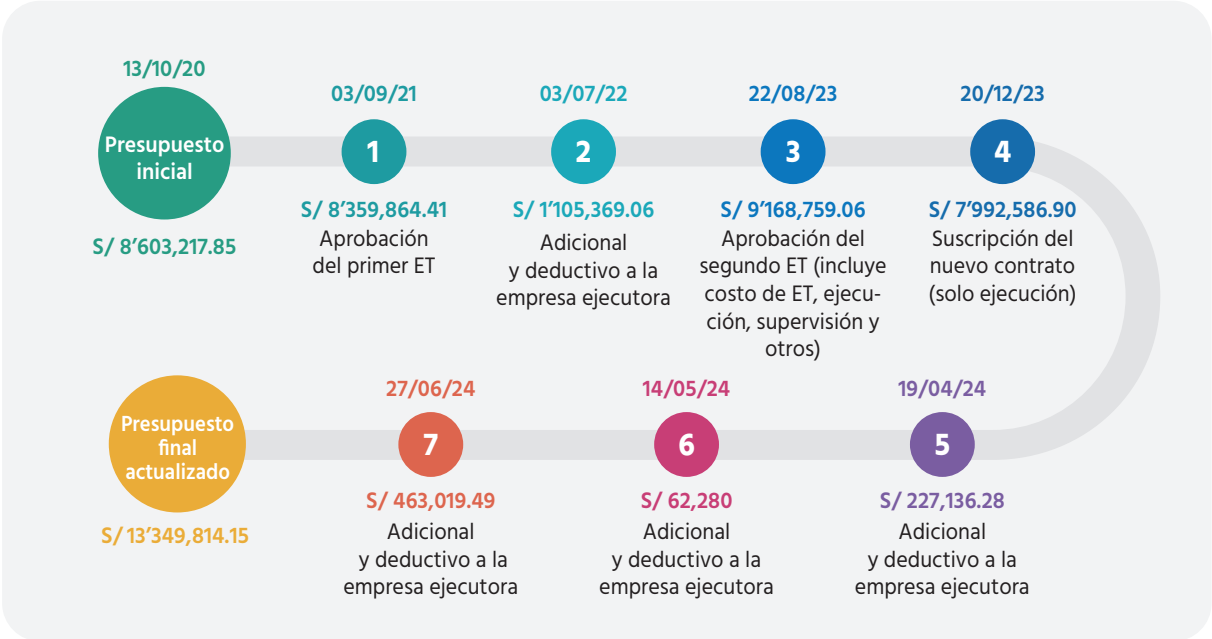 13/10/20
Presupuesto
inicial
S/ 8’603,217.85
03/09/21
1
S/ 8’359,864.41
Aprobación
del primer ET
03/07/22
2
S/ 1’105,369.06
Adicional
y deductivo a la
empresa ejecutora
22/08/23
3
S/ 9’168,759.06
Aprobación del
segundo ET (incluye
costo de ET, ejecu-
ción, supervisión y
otros)
20/12/23
4
S/ 7’992,586.90
Suscripción del
nuevo contrato
(solo ejecución)
19/04/24
5
S/ 227,136.28
Adicional
y deductivo a la
empresa ejecutora
14/05/24
6
S/ 62,280
Adicional
y deductivo a la
empresa ejecutora
27/06/24
7
S/ 463,019.49
Adicional
y deductivo a la
empresa ejecutora
Presupuesto
final
actualizado
S/ 13’349,814.15